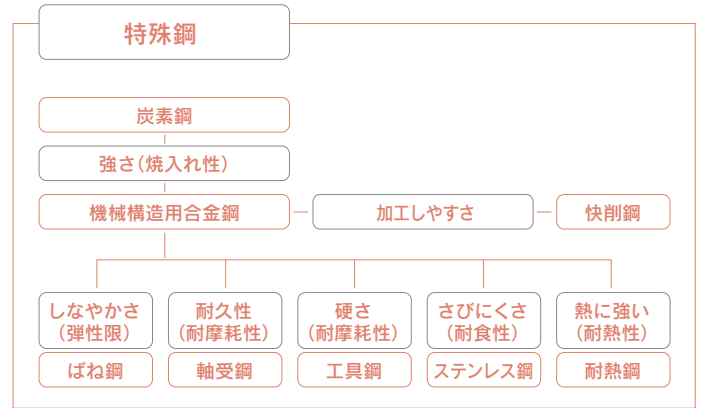 特殊鋼
炭素鋼
強さ（焼入れ性）
機械構造用合金鋼
加工しやすさ
快削鋼
しなやかさ
（弾性限）
耐久性
（耐摩耗性）
硬さ
（耐摩耗性）
さびにくさ
（耐食性）
熱に強い
（耐熱性）
ばね鋼
軸受鋼
工具鋼
ステンレス鋼
耐熱鋼